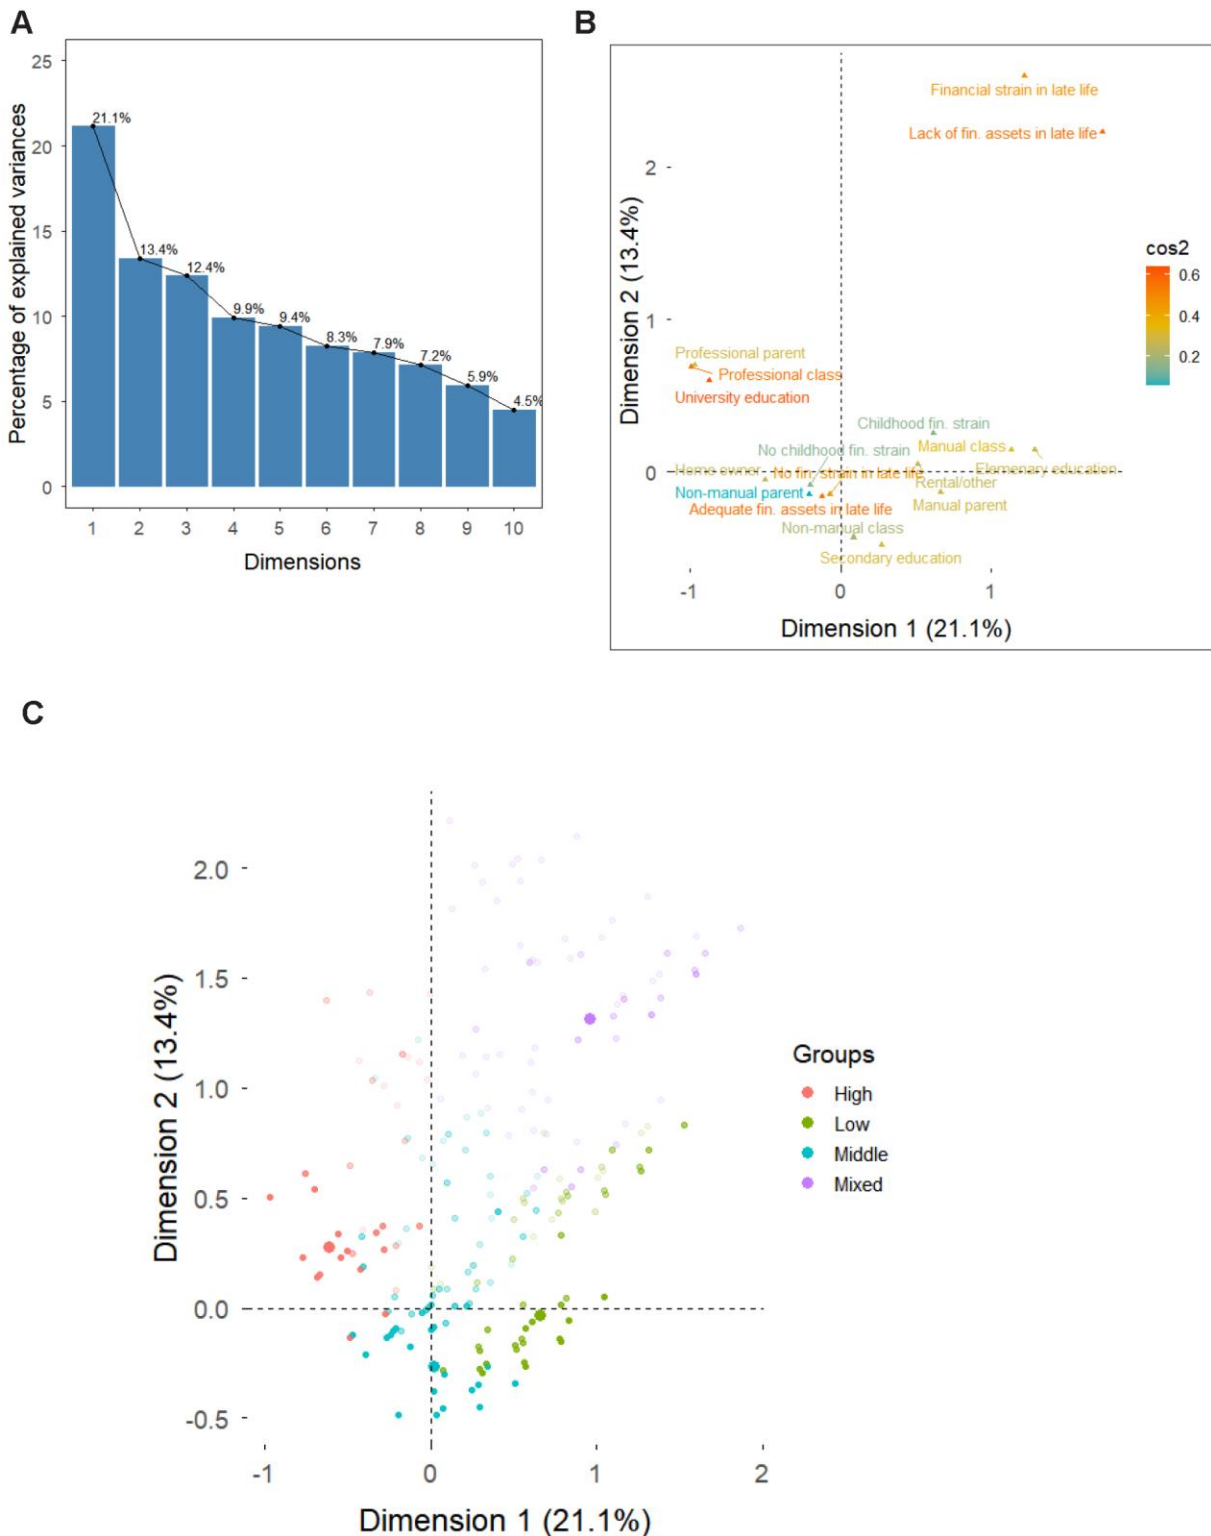 A
Percentage of explained variances
25
20
15
10
5
0
21.1%
13.4%
12.4%
9.9%
9.4%
8.3%
7.9%
7.2%
5.9%
4.5%
1 2 3 4 5 6 7 8 9 10
Dimensions
B
Dimension 2 (13.4%)
2
1
0
Financial strain in late life
Lack of fin. assets in late life
Professional parent
Professional class
University education
Childhood fin. strain
No childhood fin. strain
Manual class
Home owner
No fin. strain in late life
Elemenary education
Rental/other
Non-manual parent
Manual parent
Adequate fin. assets in late life
Non-manual class
Secondary education
-1 0 1
Dimension 1 (21.1%)
cos2
0.6
0.4
0.2
C
Dimension 2 (13.4%)
2.0
1.5
1.0
0.5
0.0
-0.5
-1 0 1 2
Dimension 1 (21.1%)
Groups
High
Low
Middle
Mixed